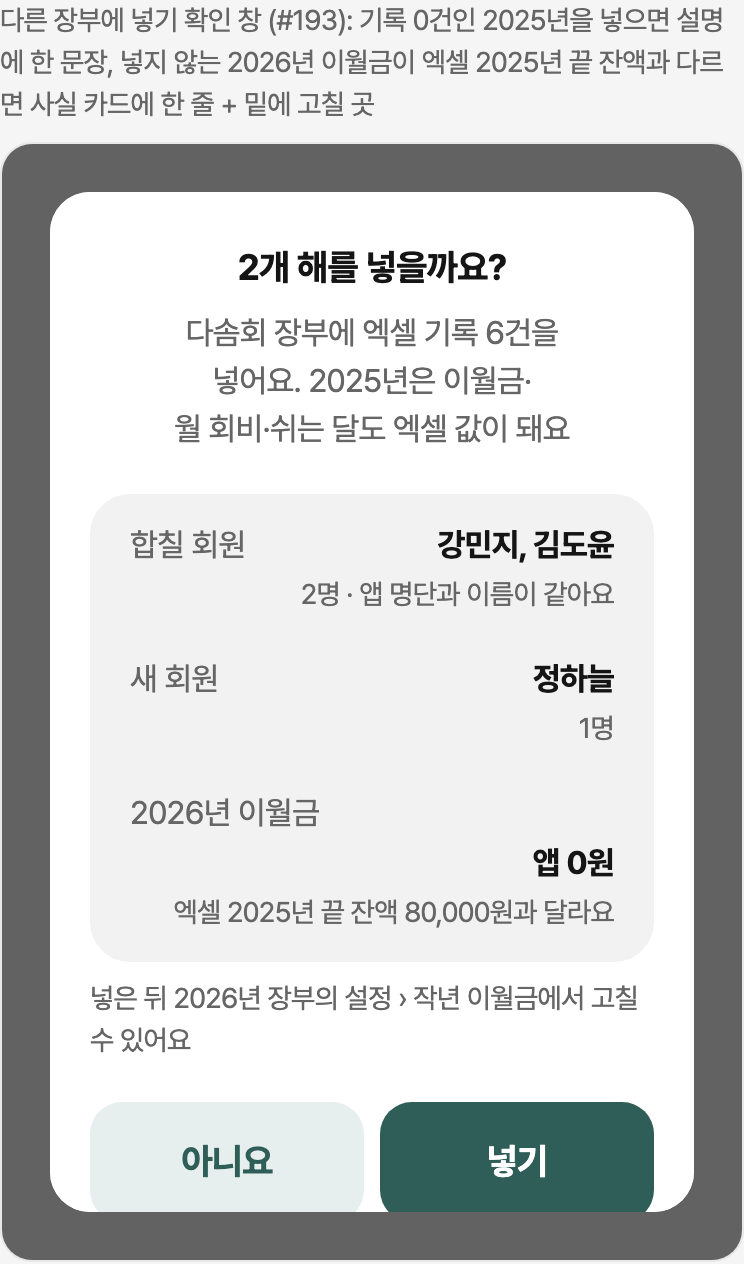 다른 장부에 넣기 확인 창 (#193): 기록 0건인 2025년을 넣으면 설명
에 한 문장, 넣지 않는 2026년 이월금이 엑셀 2025년 끝 잔액과 다르
면 사실 카드에 한 줄 + 밑에 고칠 곳
2개 해를 넣을까요?
다솜회 장부에 엑셀 기록 6건을
넣어요. 2025년은 이월금·
월 회비·쉬는 달도 엑셀 값이 돼요
합칠 회원
강민지, 김도윤
2명 · 앱 명단과 이름이 같아요
새 회원
정하늘
1명
2026년 이월금
앱 0원
엑셀 2025년 끝 잔액 80,000원과 달라요
넣은 뒤 2026년 장부의 설정 › 작년 이월금에서 고칠
수 있어요
아니요
넣기